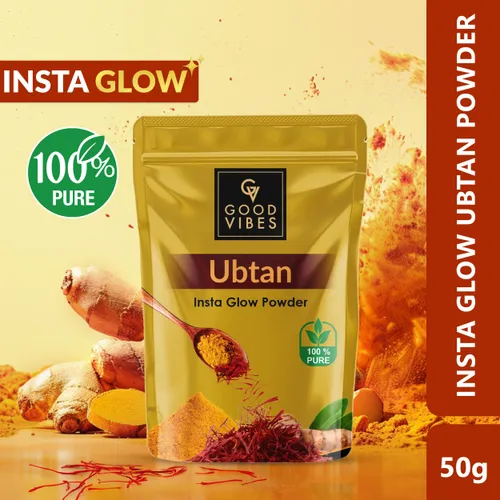 INSTA GLOW
100%
PURE
GV
GOOD
VIBES
Ubtan
Insta Glow Powder
100 %
PURE
INSTA GLOW UBTAN POWDER
50g